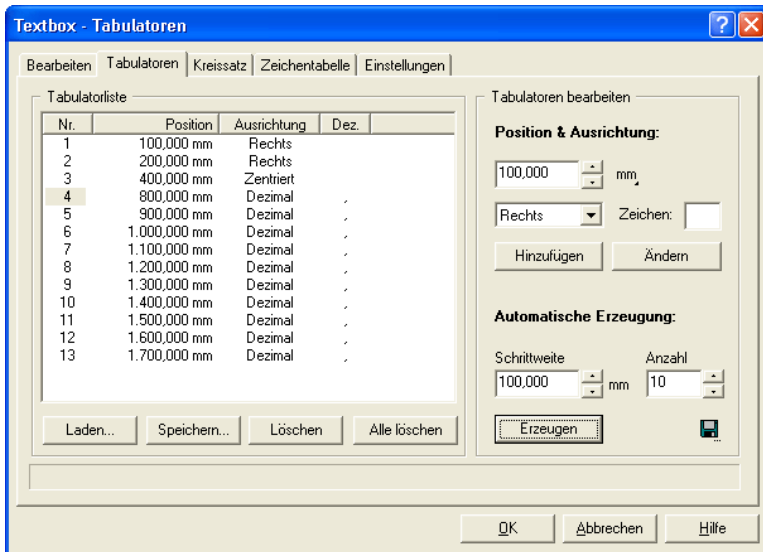 Textbox - Tabulatoren
Bearbeiten Tabulatoren Kreissatz Zeichentabelle Einstellungen
Tabulatorliste
Nr. Position Ausrichtung Dez.
1 100,000 mm Rechts
2 200,000 mm Rechts
3 400,000 mm Zentriert
4 800,000 mm Dezimal ,
5 900,000 mm Dezimal ,
6 1.000,000 mm Dezimal ,
7 1.100,000 mm Dezimal ,
8 1.200,000 mm Dezimal ,
9 1.300,000 mm Dezimal ,
10 1.400,000 mm Dezimal ,
11 1.500,000 mm Dezimal ,
12 1.600,000 mm Dezimal ,
13 1.700,000 mm Dezimal ,
Laden... Speichern... Löschen Alle löschen
Tabulatoren bearbeiten
Position & Ausrichtung:
100,000 mm
Rechts Zeichen:
Hinzufügen Ändern
Automatische Erzeugung:
Schrittweite Anzahl
100,000 mm 10
Erzeugen
OK Abbrechen Hilfe